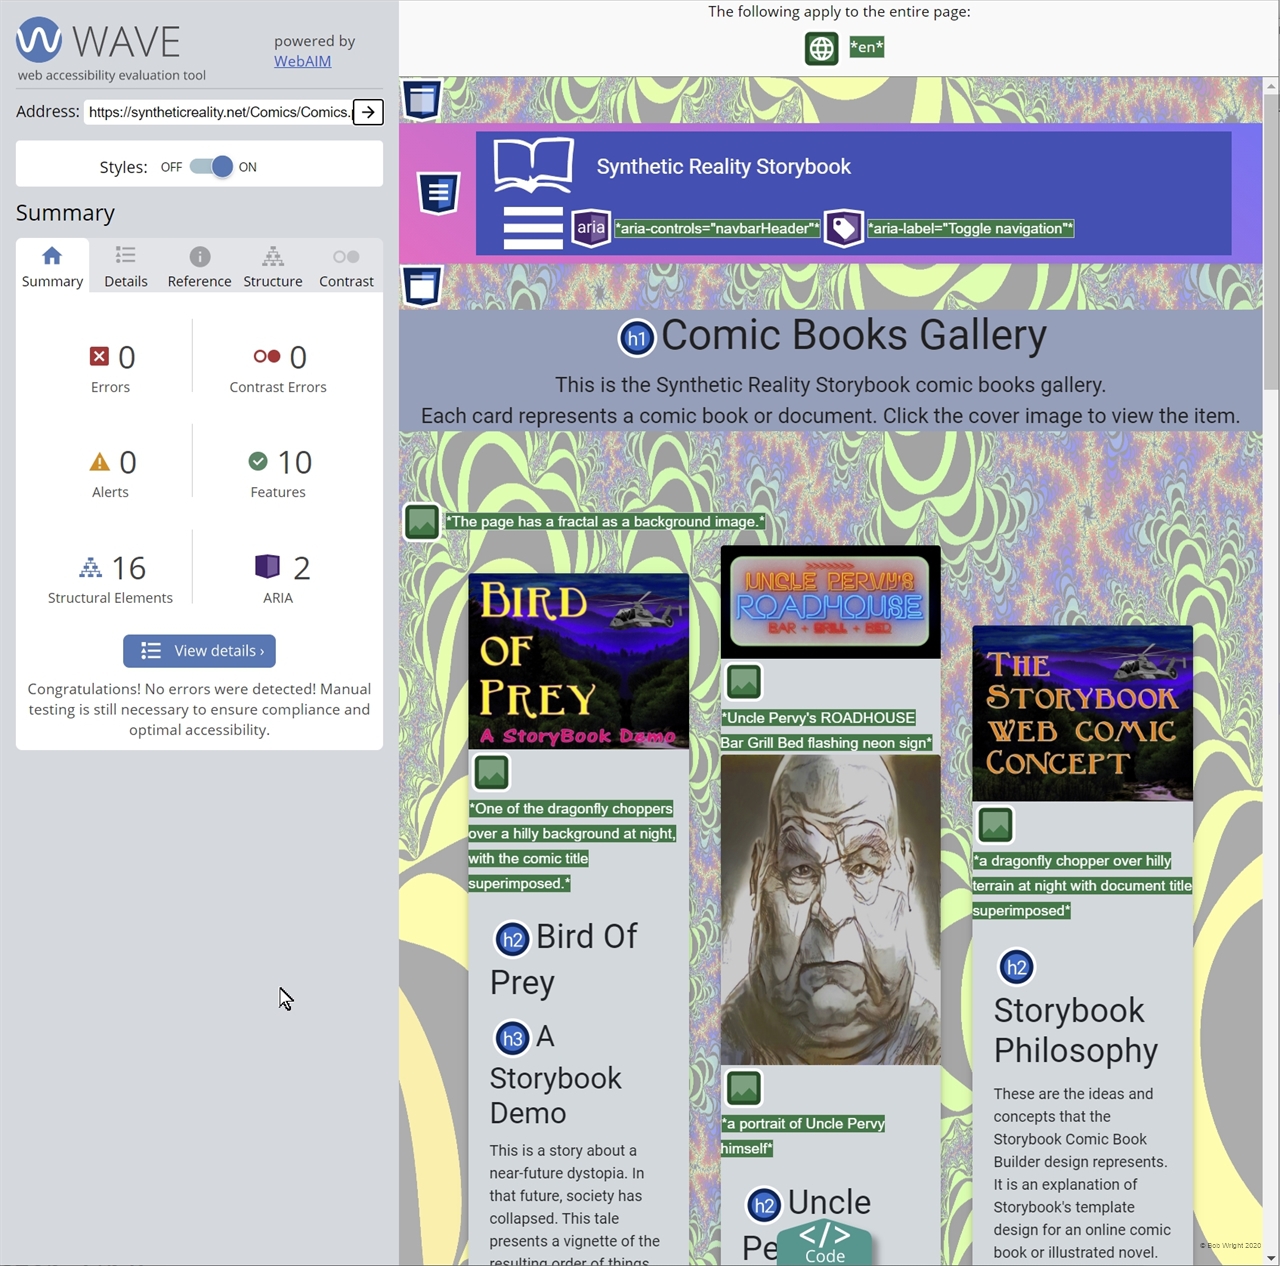 WAVE
web accessibility evaluation tool
powered by
WebAIM
Address: https://syntheticreality.net/Comics/Comics.
Styles: OFF ON
Summary
Summary Details Reference Structure Contrast
0 Errors
0 Contrast Errors
0 Alerts
10 Features
16 Structural Elements
2 ARIA
View details ›
Congratulations! No errors were detected! Manual
testing is still necessary to ensure compliance and
optimal accessibility.
The following apply to the entire page:
*en*
Synthetic Reality Storybook
aria *aria-controls="navbarHeader"* *aria-label="Toggle navigation"*
h1 Comic Books Gallery
This is the Synthetic Reality Storybook comic books gallery.
Each card represents a comic book or document. Click the cover image to view the item.
*The page has a fractal as a background image.*
BIRD
OF
PREY
A StoryBook Demo
*One of the dragonfly choppers
over a hilly background at night,
with the comic title
superimposed.*
h2 Bird Of
Prey
h3 A
Storybook
Demo
This is a story about a
near-future dystopia. In
that future, society has
collapsed. This tale
presents a vignette of the
resulting order of things
UNCLE PERVY'S
ROADHOUSE
BAR + GRILL + BED
*Uncle Pervy's ROADHOUSE
Bar Grill Bed flashing neon sign*
*a portrait of Uncle Pervy
himself*
h2 Uncle
Pe
</>
Code
THE
STORYBOOK
WEB COMIC
CONCEPT
*a dragonfly chopper over hilly
terrain at night with document title
superimposed*
h2
Storybook
Philosophy
These are the ideas and
concepts that the
Storybook Comic Book
Builder design represents.
It is an explanation of
Storybook's template
design for an online comic
book or illustrated novel.
© Bob Wright 2020